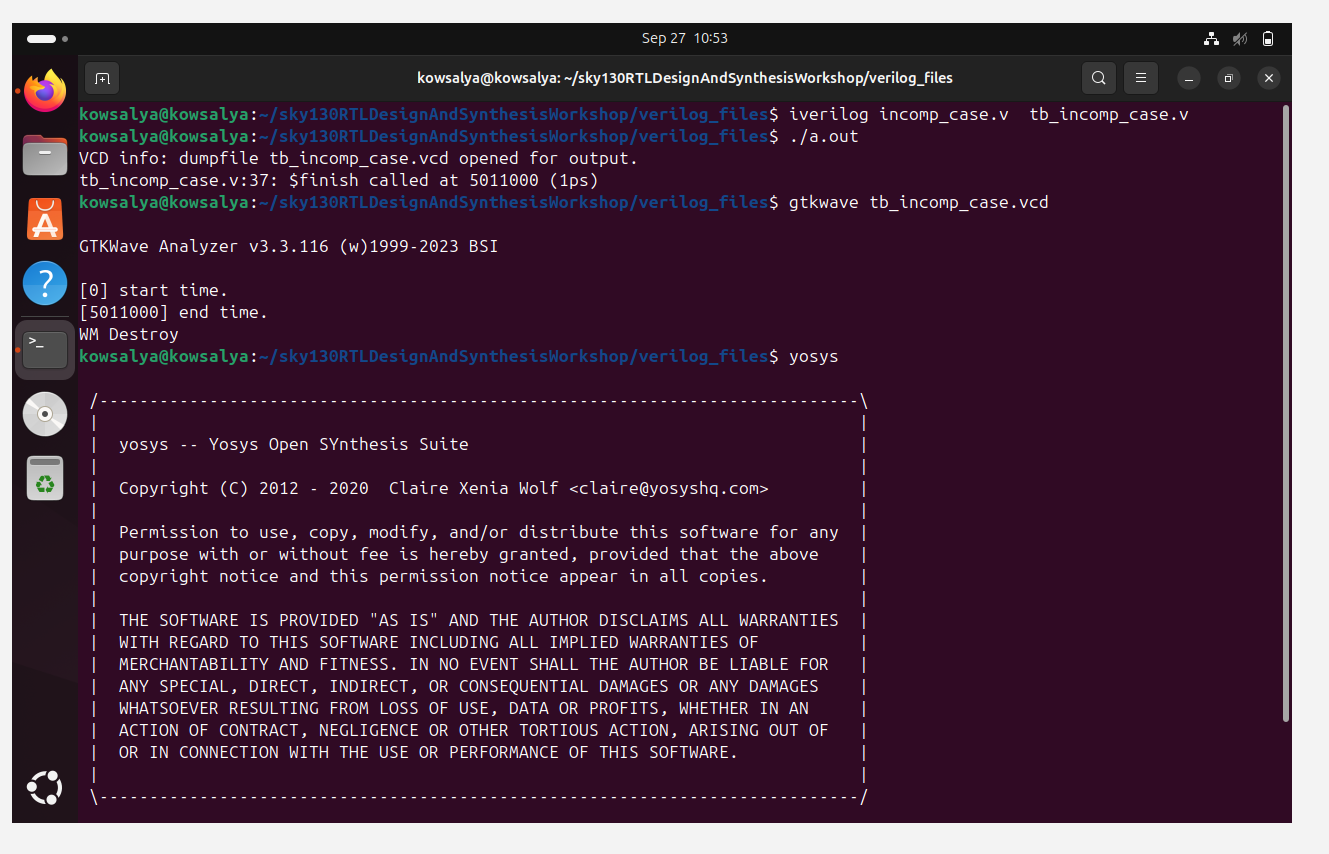 Sep 27 10:53
kowsalya@kowsalya: ~/sky130RTLDesignAndSynthesisWorkshop/verilog_files
kowsalya@kowsalya:~/sky130RTLDesignAndSynthesisWorkshop/verilog_files$ iverilog incomp_case.v  tb_incomp_case.v
kowsalya@kowsalya:~/sky130RTLDesignAndSynthesisWorkshop/verilog_files$ ./a.out
VCD info: dumpfile tb_incomp_case.vcd opened for output.
tb_incomp_case.v:37: $finish called at 5011000 (1ps)
kowsalya@kowsalya:~/sky130RTLDesignAndSynthesisWorkshop/verilog_files$ gtkwave tb_incomp_case.vcd
GTKWave Analyzer v3.3.116 (w)1999-2023 BSI
[0] start time.
[5011000] end time.
WM Destroy
kowsalya@kowsalya:~/sky130RTLDesignAndSynthesisWorkshop/verilog_files$ yosys
/----------------------------------------------------------------------------\
|                                                                            |
|  yosys -- Yosys Open SYnthesis Suite                                       |
|                                                                            |
|  Copyright (C) 2012 - 2020  Claire Xenia Wolf <claire@yosyshq.com>         |
|                                                                            |
|  Permission to use, copy, modify, and/or distribute this software for any  |
|  purpose with or without fee is hereby granted, provided that the above    |
|  copyright notice and this permission notice appear in all copies.         |
|                                                                            |
|  THE SOFTWARE IS PROVIDED "AS IS" AND THE AUTHOR DISCLAIMS ALL WARRANTIES  |
|  WITH REGARD TO THIS SOFTWARE INCLUDING ALL IMPLIED WARRANTIES OF          |
|  MERCHANTABILITY AND FITNESS. IN NO EVENT SHALL THE AUTHOR BE LIABLE FOR   |
|  ANY SPECIAL, DIRECT, INDIRECT, OR CONSEQUENTIAL DAMAGES OR ANY DAMAGES    |
|  WHATSOEVER RESULTING FROM LOSS OF USE, DATA OR PROFITS, WHETHER IN AN     |
|  ACTION OF CONTRACT, NEGLIGENCE OR OTHER TORTIOUS ACTION, ARISING OUT OF   |
|  OR IN CONNECTION WITH THE USE OR PERFORMANCE OF THIS SOFTWARE.            |
|                                                                            |
\----------------------------------------------------------------------------/